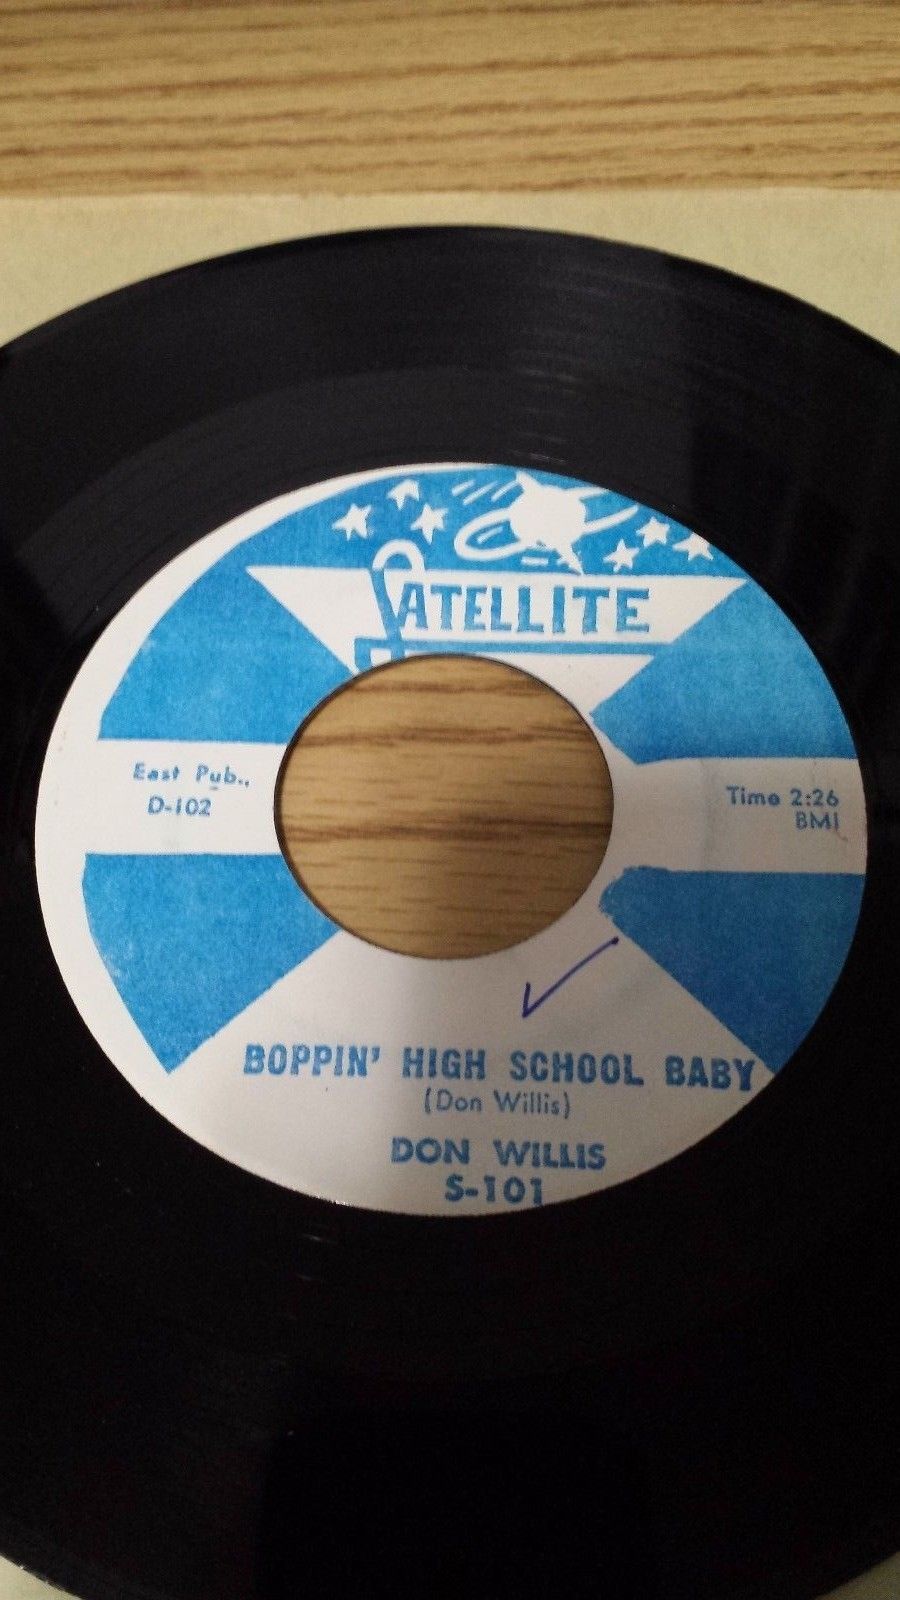 SATELLITE
East Pub.,
D-102
Time 2:26
BMI
BOPPIN' HIGH SCHOOL BABY
(Don Willis)
DON WILLIS
S-101